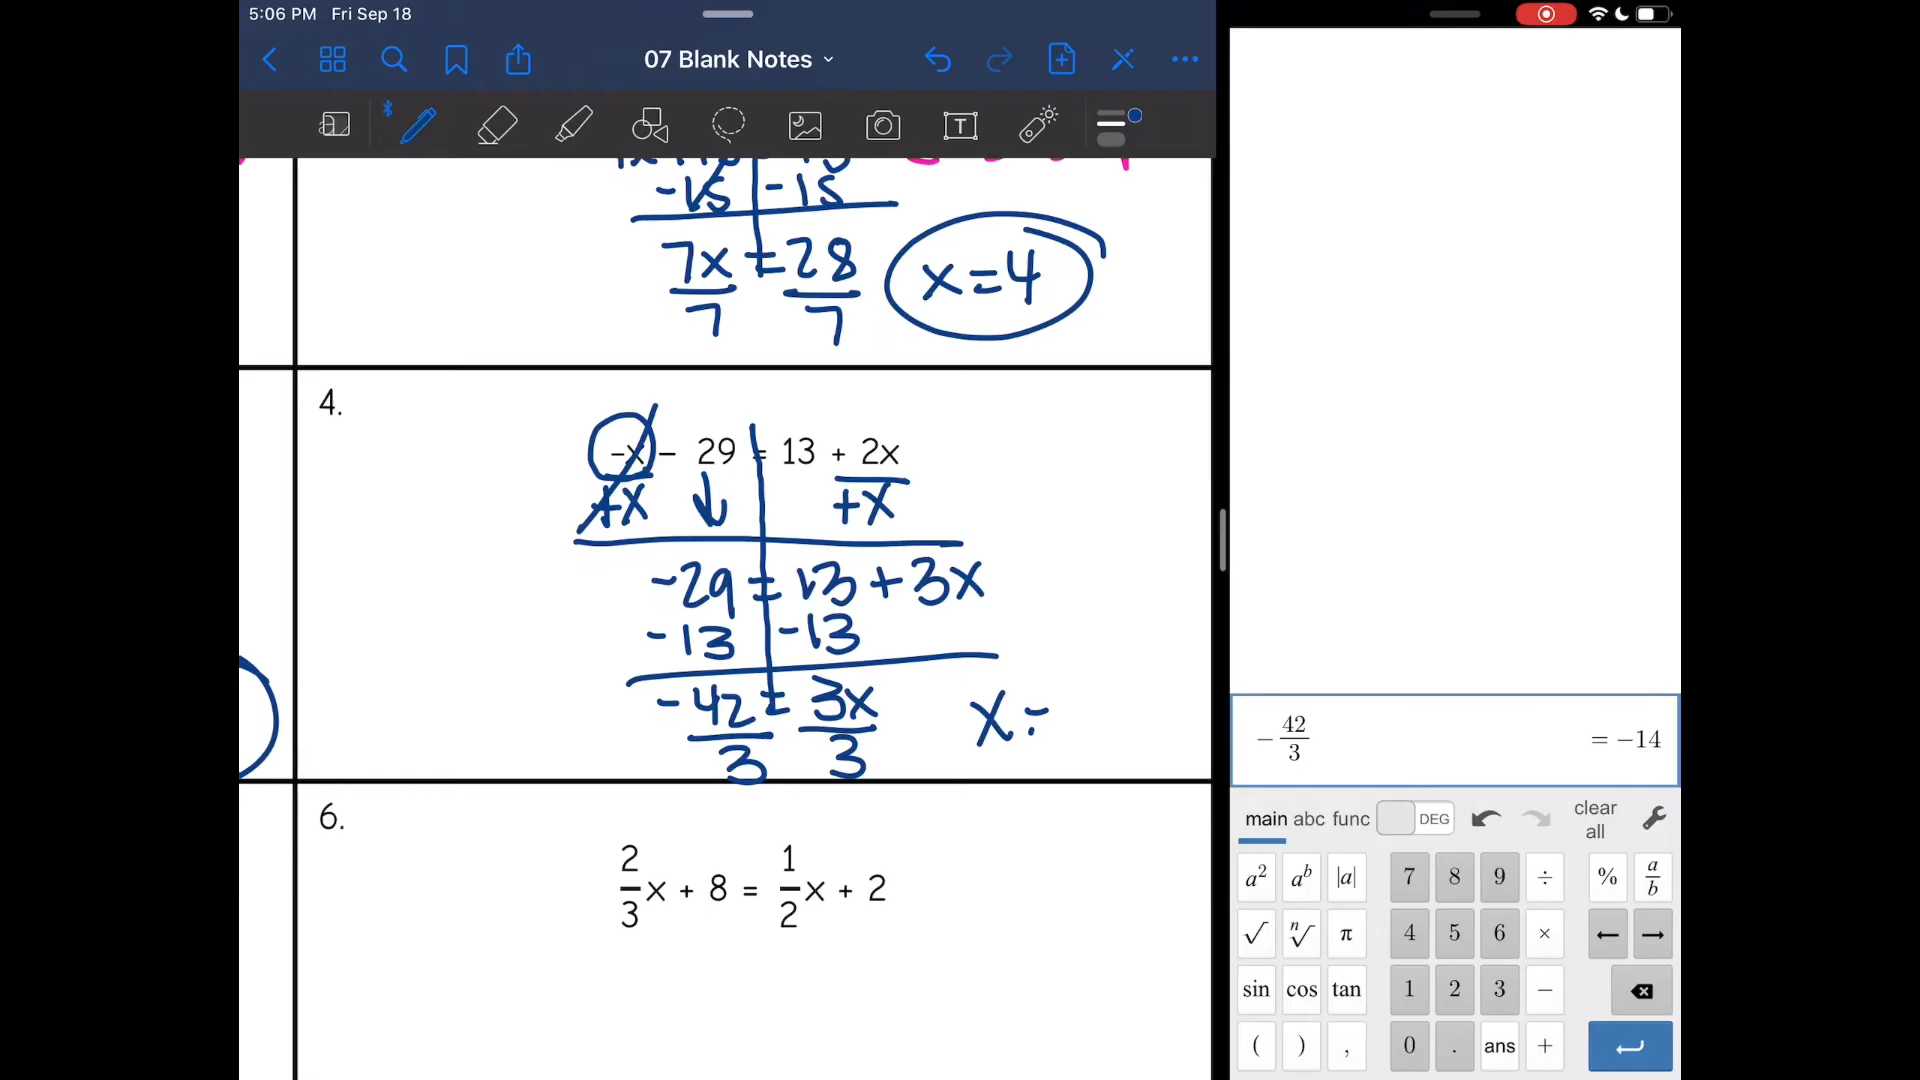 5:06 PM Fri Sep 18
07 Blank Notes
-15 | -15
7x = 28
7 7
x=4
4.
-x - 29 = 13 + 2x
+x +x
-29 = 13 + 3x
-13 -13
-42 = 3x
3 3
x =
6.
2/3x + 8 = 1/2x + 2
-42/3 = -14
main abc func DEG clear all
a² aᵇ |a| 7 8 9 ÷ % a/b
√ ⁿ√ π 4 5 6 × ← →
sin cos tan 1 2 3 −
( ) , 0 . ans +